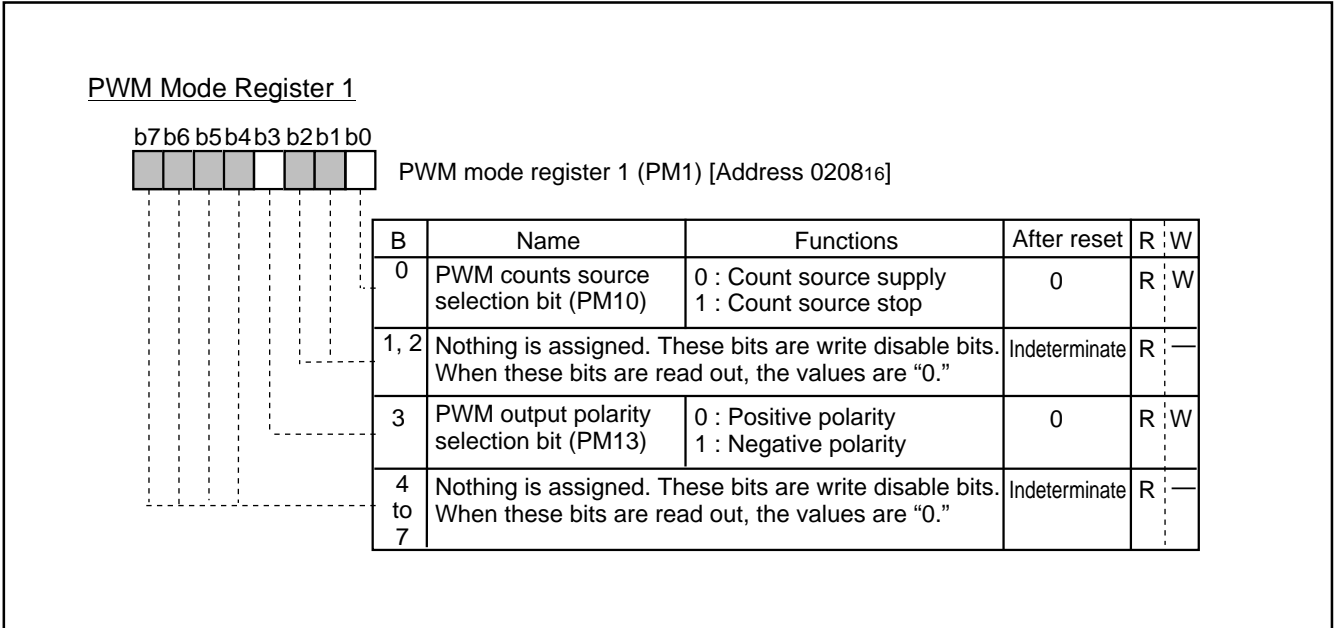 PWM Mode Register 1
b7 b6 b5 b4 b3 b2 b1 b0
PWM mode register 1 (PM1) [Address 020816]
B Name Functions After reset R W
0 PWM counts source selection bit (PM10) 0 : Count source supply 1 : Count source stop 0 R W
1, 2 Nothing is assigned. These bits are write disable bits. Indeterminate R —
When these bits are read out, the values are “0.”
3 PWM output polarity selection bit (PM13) 0 : Positive polarity 1 : Negative polarity 0 R W
4 to 7 Nothing is assigned. These bits are write disable bits. Indeterminate R —
When these bits are read out, the values are “0.”